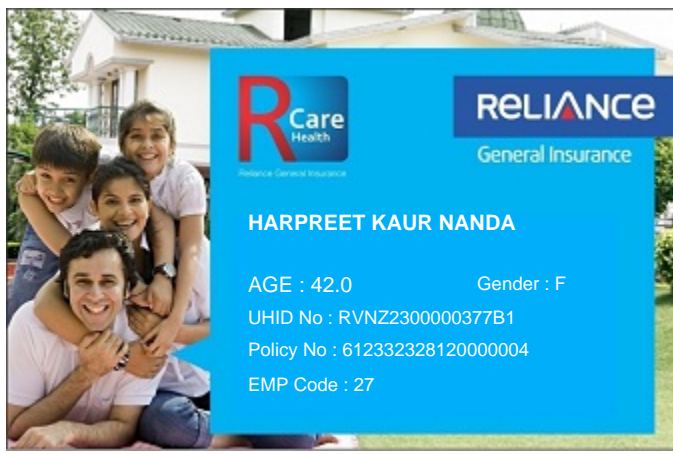 R Care
Health
Reliance General Insurance
RELIANCE
General Insurance
HARPREET KAUR NANDA
AGE : 42.0
Gender : F
UHID No : RVNZ2300000377B1
Policy No : 612332328120000004
EMP Code : 27